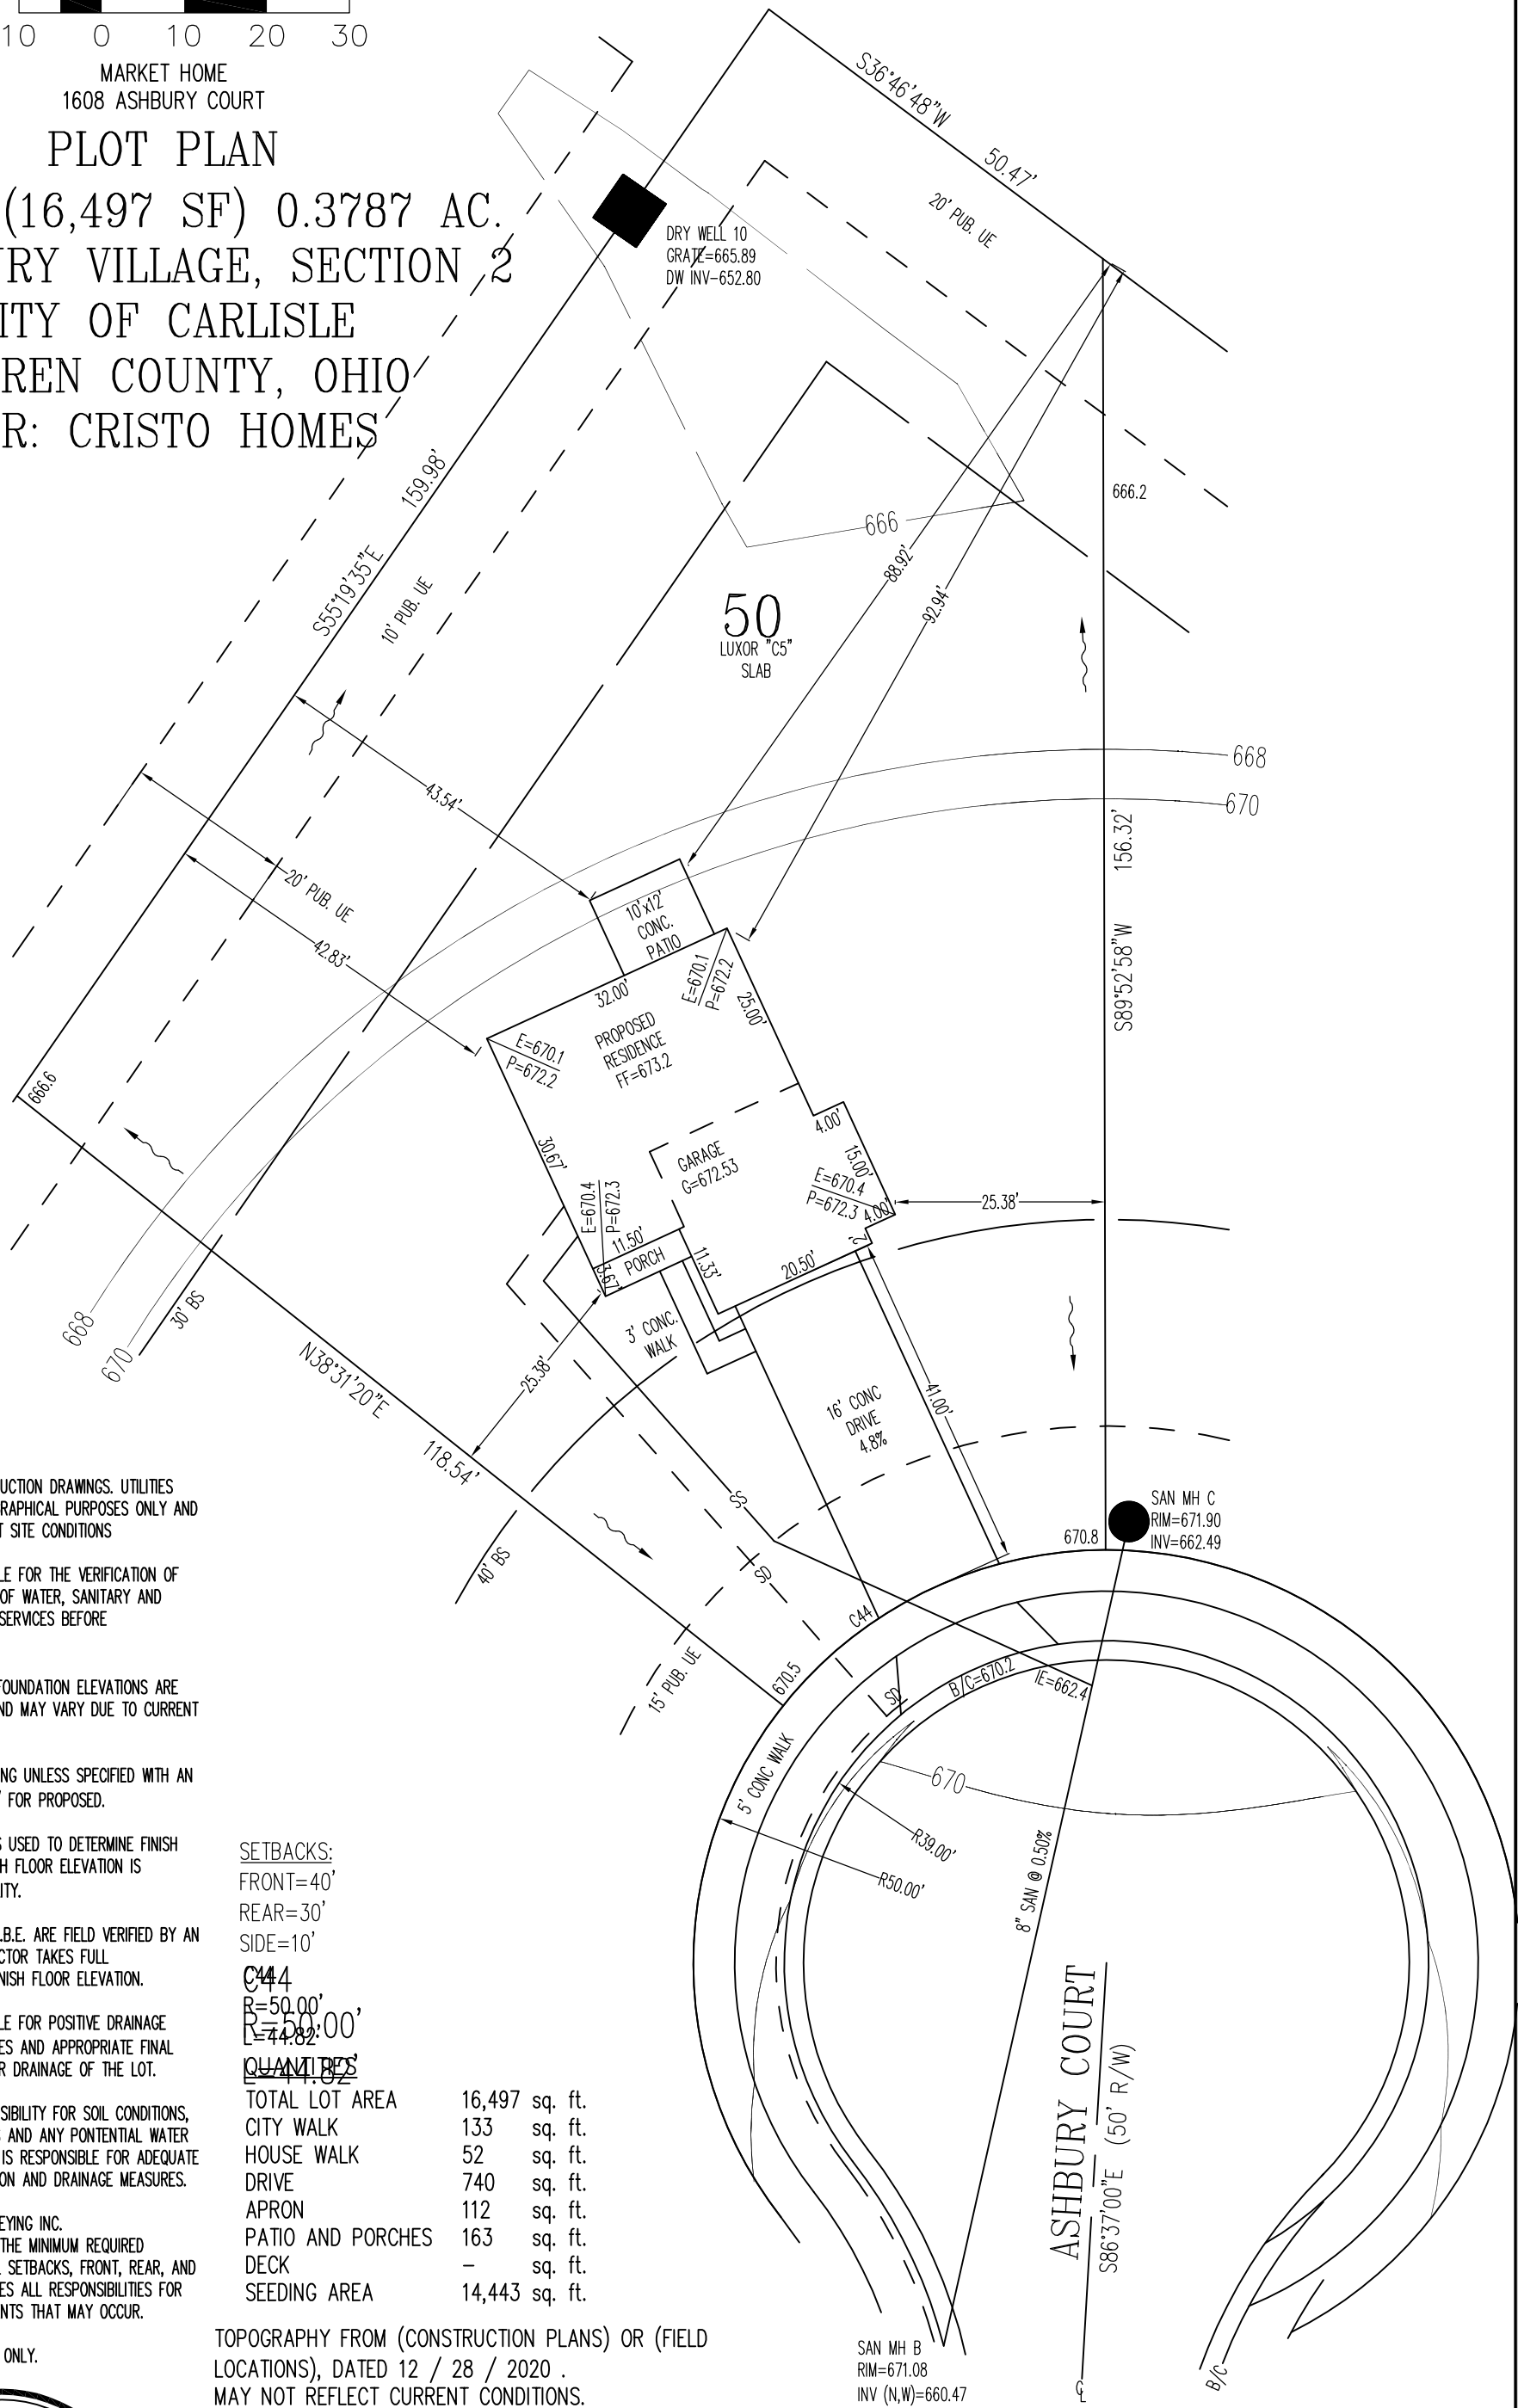 10 0 10 20 30
MARKET HOME
1608 ASHBURY COURT
PLOT PLAN
(16,497 SF) 0.3787 AC.
RY VILLAGE, SECTION 2
ITY OF CARLISLE
REN COUNTY, OHIO
R: CRISTO HOMES
S36°46'48"W
50.47'
20' PUB. UE
DRY WELL 10
GRATE=665.89
DW INV-652.80
159.98'
S55°19'35"E
10' PUB. UE
666
666.2
88.92'
92.94'
50
LUXOR "C5"
SLAB
668
670
43.54'
20' PUB. UE
42.83'
156.32'
S89°52'58"W
10'x12'
CONC.
PATIO
32.00'
E=670.1
P=672.2
25.00'
E=670.1
P=672.2
PROPOSED
RESIDENCE
FF=673.2
666.6
30.67'
GARAGE
G=672.53
4.00'
15.00'
E=670.4
P=672.3
4.00'
2'
25.38'
E=670.4
P=672.3
11.50'
PORCH
3.67'
11.33'
20.50'
668
670
30' BS
N38°31'20"E
118.54'
25.38'
3' CONC.
WALK
16' CONC
DRIVE
4.8%
41.00'
40' BS
SS
SD
SAN MH C
RIM=671.90
INV=662.49
670.8
C44
670.5
15' PUB. UE
SD
B/C=670.2
IE=662.4
5' CONC WALK
670
R39.00'
R50.00'
8" SAN @ 0.50%
ASHBURY COURT
S86°37'00"E (50' R/W)
UCTION DRAWINGS. UTILITIES
RAPHICAL PURPOSES ONLY AND
T SITE CONDITIONS
LE FOR THE VERIFICATION OF
OF WATER, SANITARY AND
SERVICES BEFORE
FOUNDATION ELEVATIONS ARE
ND MAY VARY DUE TO CURRENT
NG UNLESS SPECIFIED WITH AN
' FOR PROPOSED.
S USED TO DETERMINE FINISH
H FLOOR ELEVATION IS
ITY.
.B.E. ARE FIELD VERIFIED BY AN
CTOR TAKES FULL
NISH FLOOR ELEVATION.
LE FOR POSITIVE DRAINAGE
ES AND APPROPRIATE FINAL
R DRAINAGE OF THE LOT.
SIBILITY FOR SOIL CONDITIONS,
S AND ANY PONTENTIAL WATER
IS RESPONSIBLE FOR ADEQUATE
ON AND DRAINAGE MEASURES.
EYING INC.
THE MINIMUM REQUIRED
SETBACKS, FRONT, REAR, AND
ES ALL RESPONSIBILITIES FOR
NTS THAT MAY OCCUR.
ONLY.
SETBACKS:
FRONT=40'
REAR=30'
SIDE=10'
C44
C44
R=50.00'
R=50.00'
L=44.82'
L=44.82'
QUANTITIES
TOTAL LOT AREA 16,497 sq. ft.
CITY WALK 133 sq. ft.
HOUSE WALK 52 sq. ft.
DRIVE 740 sq. ft.
APRON 112 sq. ft.
PATIO AND PORCHES 163 sq. ft.
DECK – sq. ft.
SEEDING AREA 14,443 sq. ft.
TOPOGRAPHY FROM (CONSTRUCTION PLANS) OR (FIELD
LOCATIONS), DATED 12 / 28 / 2020 .
MAY NOT REFLECT CURRENT CONDITIONS.
SAN MH B
RIM=671.08
INV (N,W)=660.47
℄
B/C